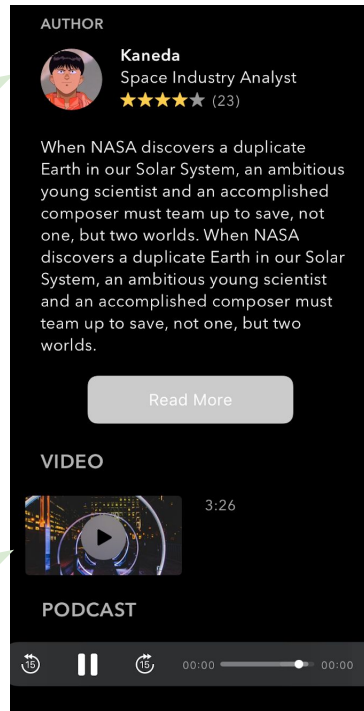 AUTHOR
Kaneda
Space Industry Analyst
(23)
When NASA discovers a duplicate
Earth in our Solar System, an ambitious
young scientist and an accomplished
composer must team up to save, not
one, but two worlds. When NASA
discovers a duplicate Earth in our Solar
System, an ambitious young scientist
and an accomplished composer must
team up to save, not one, but two
worlds.
Read More
VIDEO
3:26
PODCAST
15 15 00:00 00:00